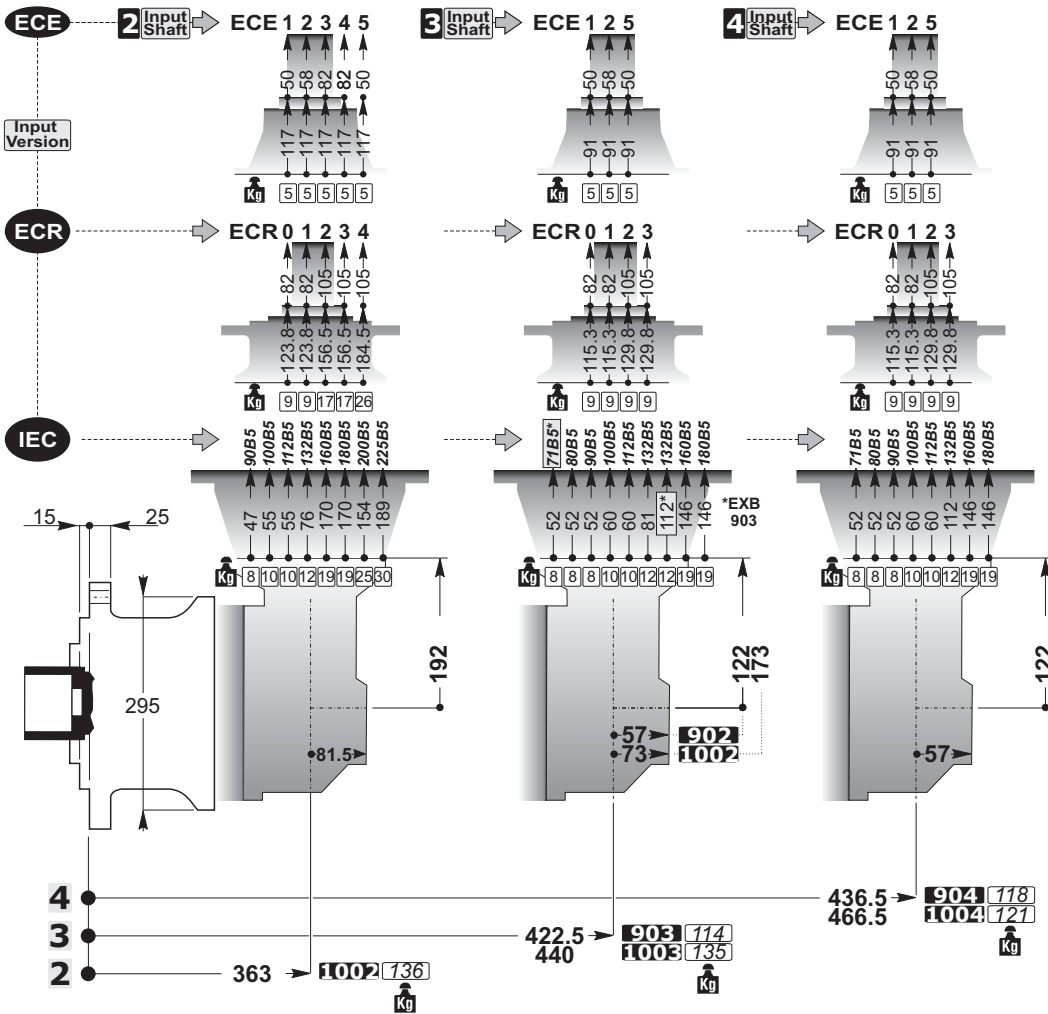 ECE
2 Input Shaft
ECE 1 2 3 4 5
3 Input Shaft
ECE 1 2 5
4 Input Shaft
ECE 1 2 5
50 58 82 82 50
50 58 50
50 58 50
Input Version
117 117 117 117 117
91 91 91
91 91 91
Kg 5 5 5 5 5
Kg 5 5 5
Kg 5 5 5
ECR
ECR 0 1 2 3 4
ECR 0 1 2 3
ECR 0 1 2 3
82 82 105 105 105
82 82 105 105
82 82 105 105
123.8 123.8 156.5 156.5 184.5
115.3 115.3 129.8 129.8
115.3 115.3 129.8 129.8
Kg 9 9 17 17 26
Kg 9 9 9 9
Kg 9 9 9 9
IEC
90B5 100B5 112B5 132B5 160B5 180B5 200B5 225B5
71B5* 80B5 90B5 100B5 112B5 132B5 132B5 160B5 180B5
71B5 80B5 90B5 100B5 112B5 132B5 160B5 180B5
47 55 55 76 170 170 154 189
52 52 52 60 60 81 112* 146 146
*EXB
903
52 52 52 60 60 112 146 146
Kg 8 10 10 12 19 19 25 30
Kg 8 8 8 10 10 12 12 19 19
Kg 8 8 8 10 10 12 19 19
15 25
295
192
81.5
122
173
57 902
73 1002
122
57
4
436.5 904 118
466.5 1004 121
Kg
3
422.5 903 114
440 1003 135
Kg
2
363 1002 136
Kg